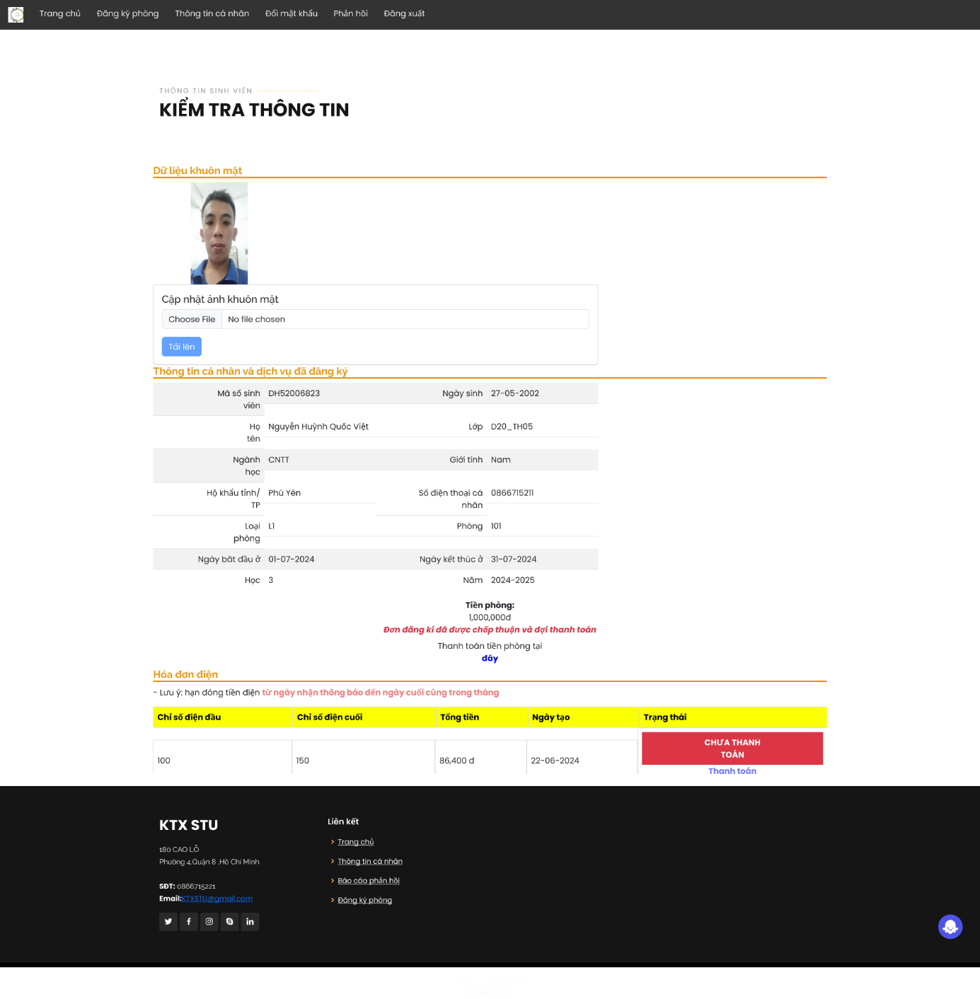 Trang chủ Đăng ký phòng Thông tin cá nhân Đổi mật khẩu Phản hồi Đăng xuất
THÔNG TIN SINH VIÊN
KIỂM TRA THÔNG TIN
Dữ liệu khuôn mặt
Cập nhật ảnh khuôn mặt
Choose File No file chosen
Tải lên
Thông tin cá nhân và dịch vụ đã đăng ký
Mã số sinh viên DH52006823 Ngày sinh 27-05-2002
Họ tên Nguyễn Huỳnh Quốc Việt Lớp D20_TH05
Ngành học CNTT Giới tính Nam
Hộ khẩu tỉnh/ TP Phú Yên Số điện thoại cá nhân 0866715211
Loại phòng L1 Phòng 101
Ngày bắt đầu ở 01-07-2024 Ngày kết thúc ở 31-07-2024
Học 3 Năm 2024-2025
Tiền phòng:
1,000,000đ
Đơn đăng kí đã được chấp thuận và đợi thanh toán
Thanh toán tiền phòng tại
đây
Hóa đơn điện
- Lưu ý: hạn đóng tiền điện từ ngày nhận thông báo đến ngày cuối cùng trong tháng
Chỉ số điện đầu Chỉ số điện cuối Tổng tiền Ngày tạo Trạng thái
100 150 86,400 đ 22-06-2024 CHƯA THANH TOÁN
Thanh toán
KTX STU
180 CAO LỖ
Phường 4,Quận 8 ,Hồ Chí Minh
SĐT: 0866715221
Email:KTXSTU@gmail.com
Liên kết
Trang chủ
Thông tin cá nhân
Báo cáo phản hồi
Đăng ký phòng